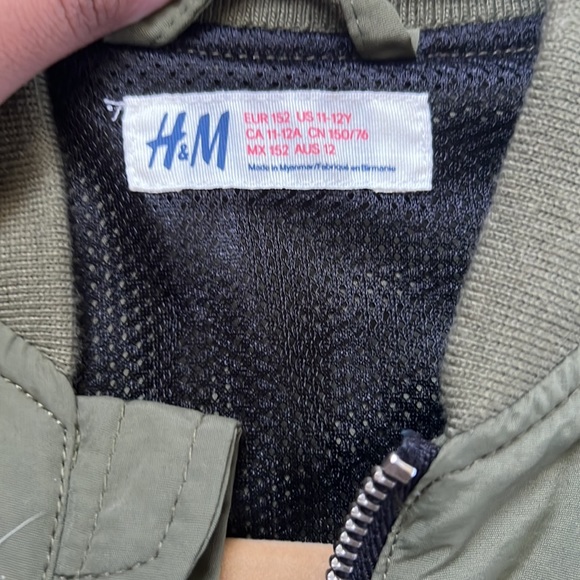 H&M
EUR 152 US 11-12Y
CA 11-12A CN 150/76
MX 152 AUS 12
Made in Myanmar/Fabriqué en Birmanie